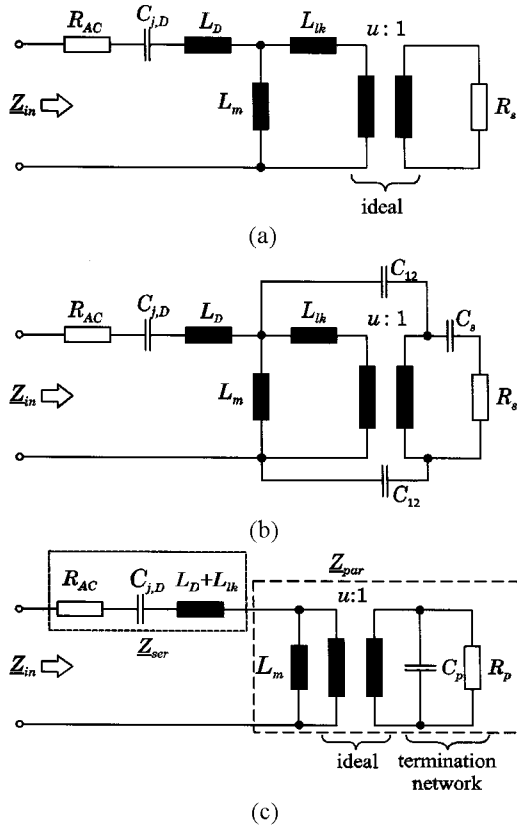 R_AC C_j,D L_D L_lk u : 1
Z_in L_m R_s
ideal
(a)
C_12
R_AC C_j,D L_D L_lk u : 1 C_s
Z_in L_m R_s
C_12
(b)
Z_par
R_AC C_j,D L_D+L_lk u:1
Z_ser
Z_in L_m C_p R_p
ideal termination
network
(c)